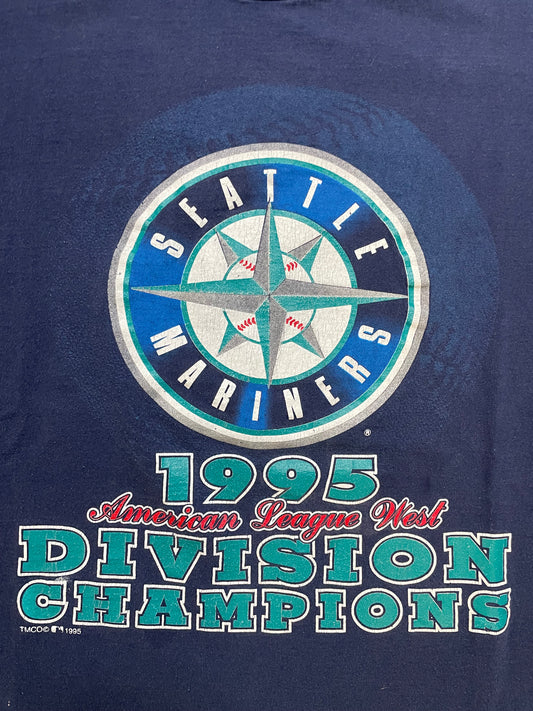 SEATTLE
MARINERS
®
1995
American League West
DIVISION
CHAMPIONS
TMCO© 1995